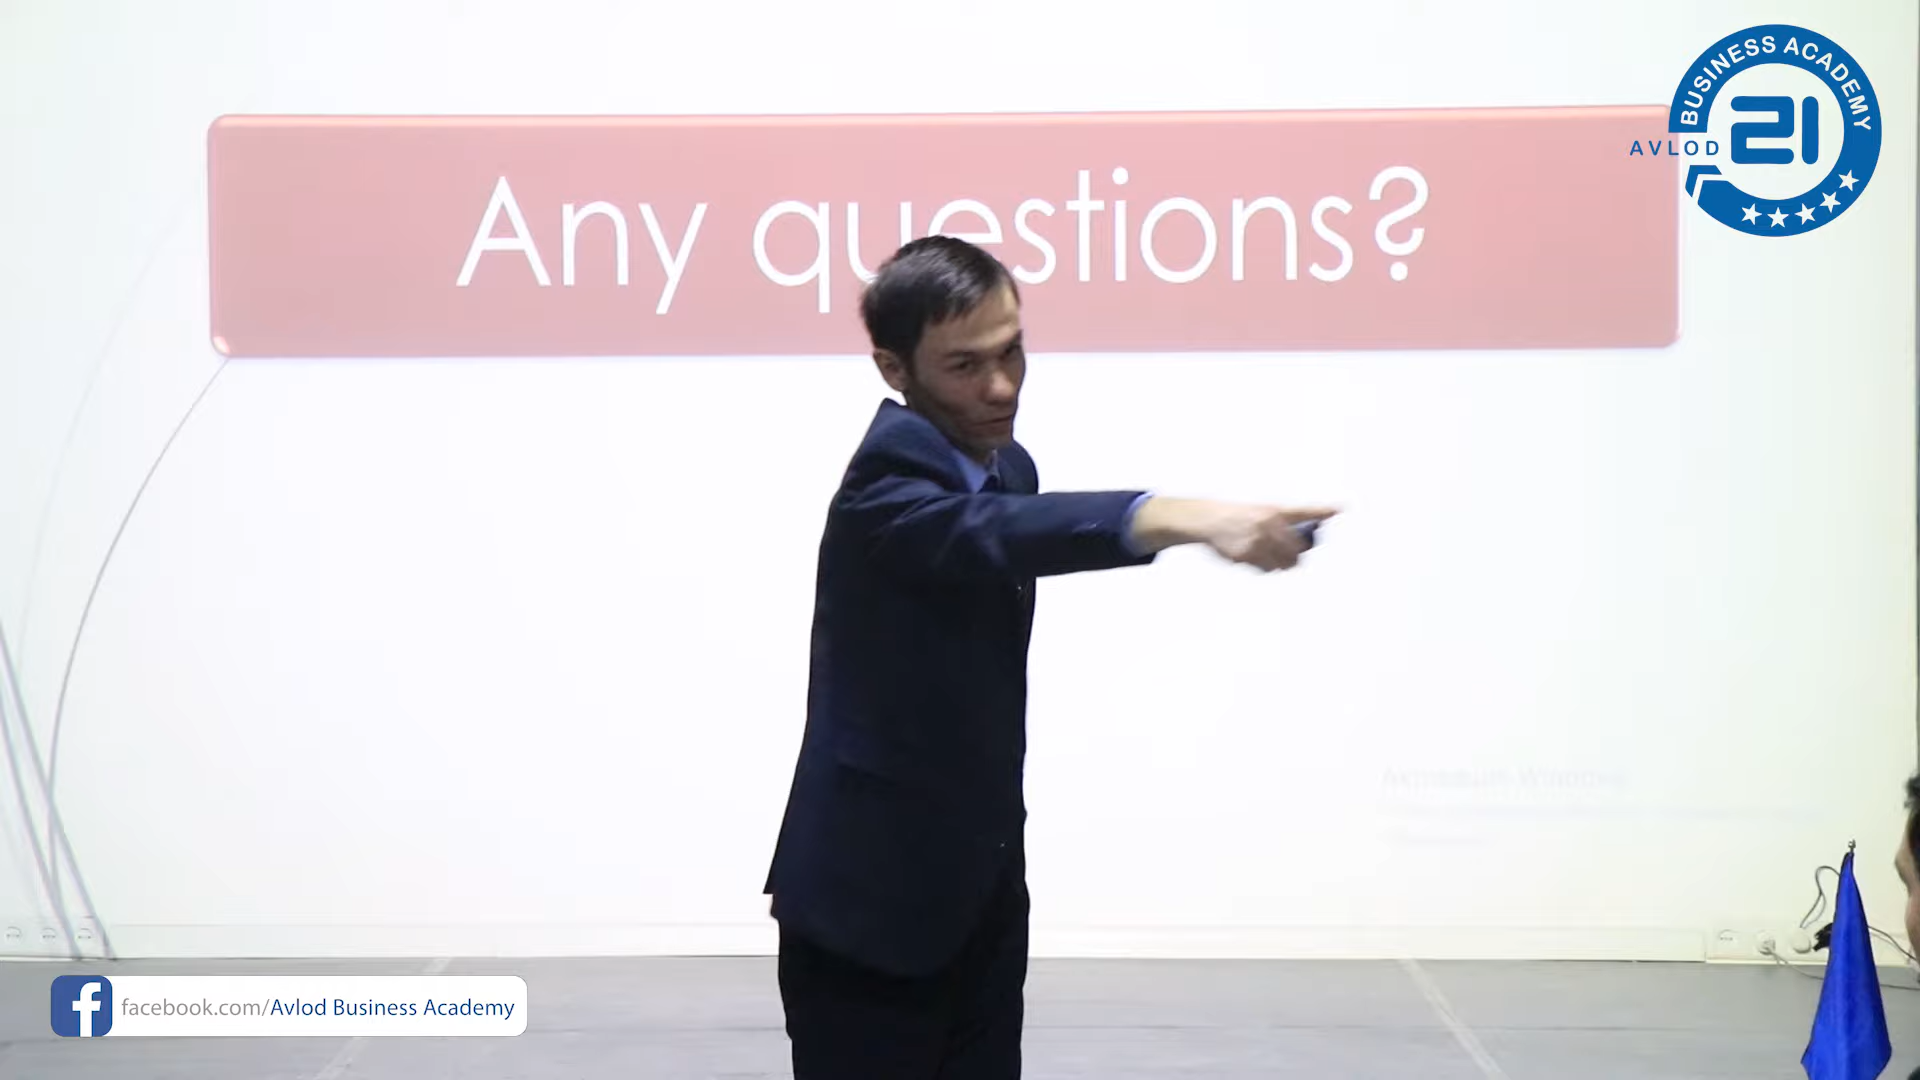 BUSINESS ACADEMY
AVLOD 21
Any questions?
facebook.com/Avlod Business Academy